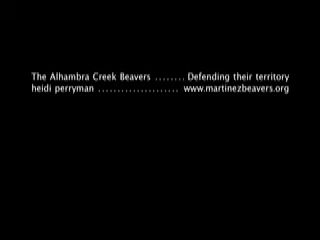 The Alhambra Creek Beavers ........ Defending their territory
heidi perryman ..................... www.martinezbeavers.org